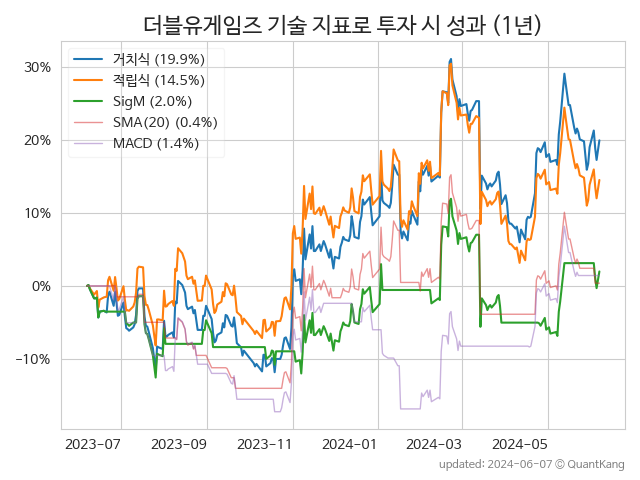 더블유게임즈 기술 지표로 투자 시 성과 (1년)
거치식 (19.9%)
적립식 (14.5%)
SigM (2.0%)
SMA(20) (0.4%)
MACD (1.4%)
30%
20%
10%
0%
−10%
2023-07 2023-09 2023-11 2024-01 2024-03 2024-05
updated: 2024-06-07 © QuantKang